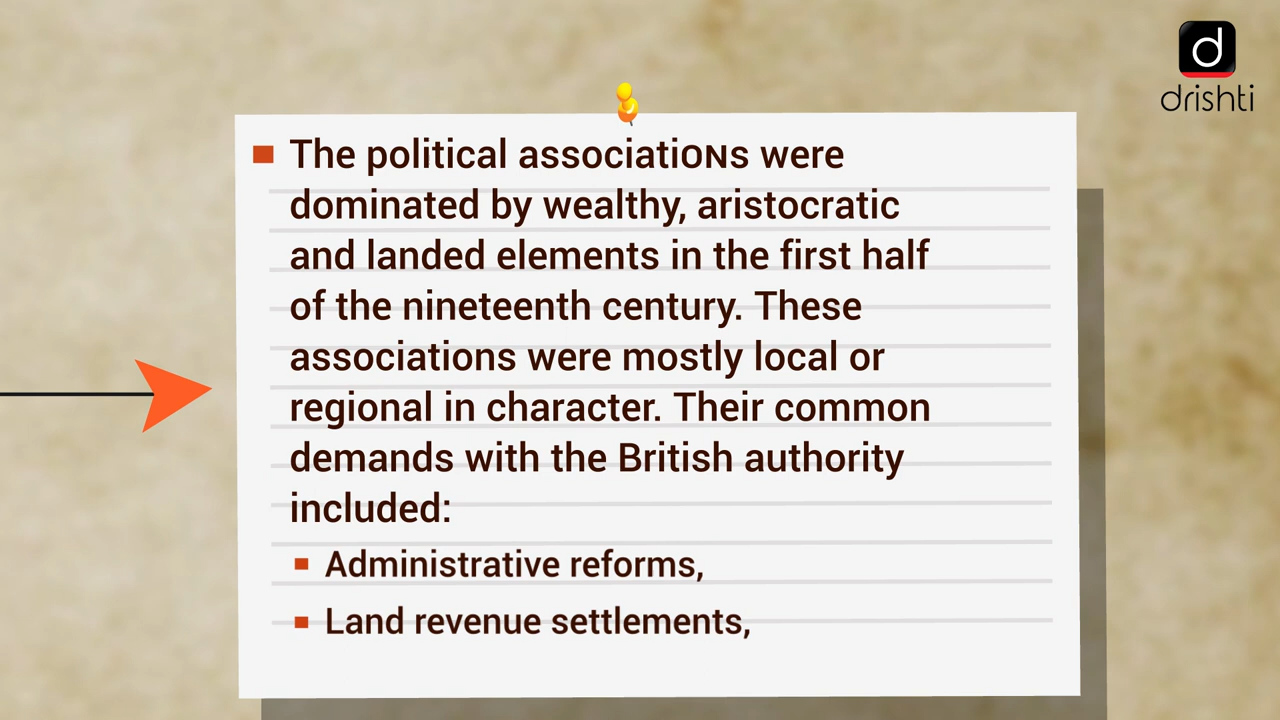 d
drishti
The political associatiONs were
dominated by wealthy, aristocratic
and landed elements in the first half
of the nineteenth century. These
associations were mostly local or
regional in character. Their common
demands with the British authority
included:
Administrative reforms,
Land revenue settlements,